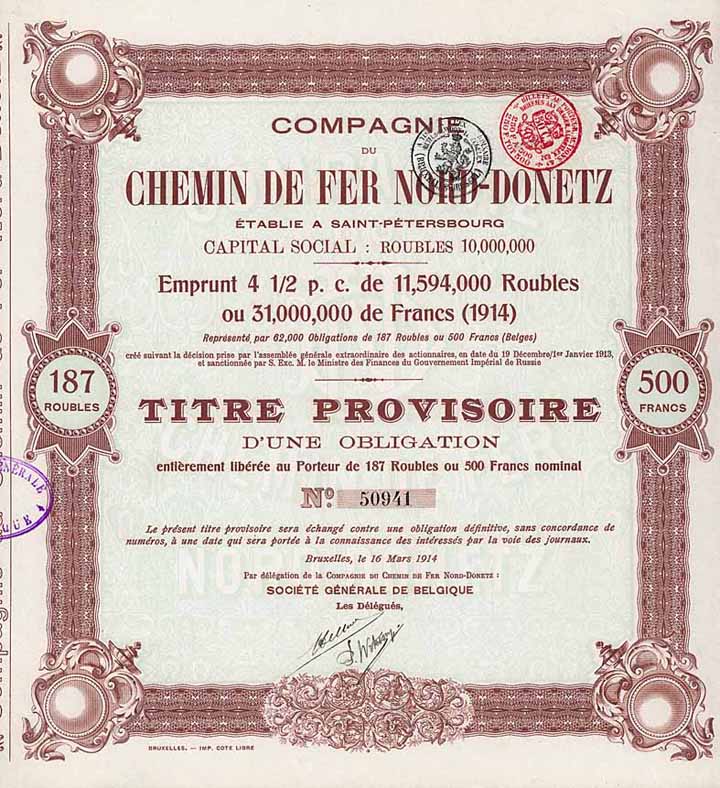 COMPAGNIE
DU
CHEMIN DE FER NORD-DONETZ
ÉTABLIE A SAINT-PÉTERSBOURG
CAPITAL SOCIAL : ROUBLES 10,000,000
Emprunt 4 1/2 p. c. de 11,594,000 Roubles
ou 31,000,000 de Francs (1914)
Représenté par 62,000 Obligations de 187 Roubles ou 500 Francs (Belges)
créé suivant la décision prise par l'assemblée générale extraordinaire des actionnaires, en date du 19 Décembre/1er Janvier 1913,
et sanctionnée par S. Exc. M. le Ministre des Finances du Gouvernement Impérial de Russie
187
ROUBLES
500
FRANCS
TITRE PROVISOIRE
D'UNE OBLIGATION
entièrement libérée au Porteur de 187 Roubles ou 500 Francs nominal
No. 50941
Le présent titre provisoire sera échangé contre une obligation définitive, sans concordance de
numéros, à une date qui sera portée à la connaissance des intéressés par la voie des journaux.
Bruxelles, le 16 Mars 1914
Par délégation de la COMPAGNIE DU CHEMIN DE FER NORD-DONETZ :
SOCIÉTÉ GÉNÉRALE DE BELGIQUE
Les Délégués,
BRUXELLES. — IMP. COTE LIBRE